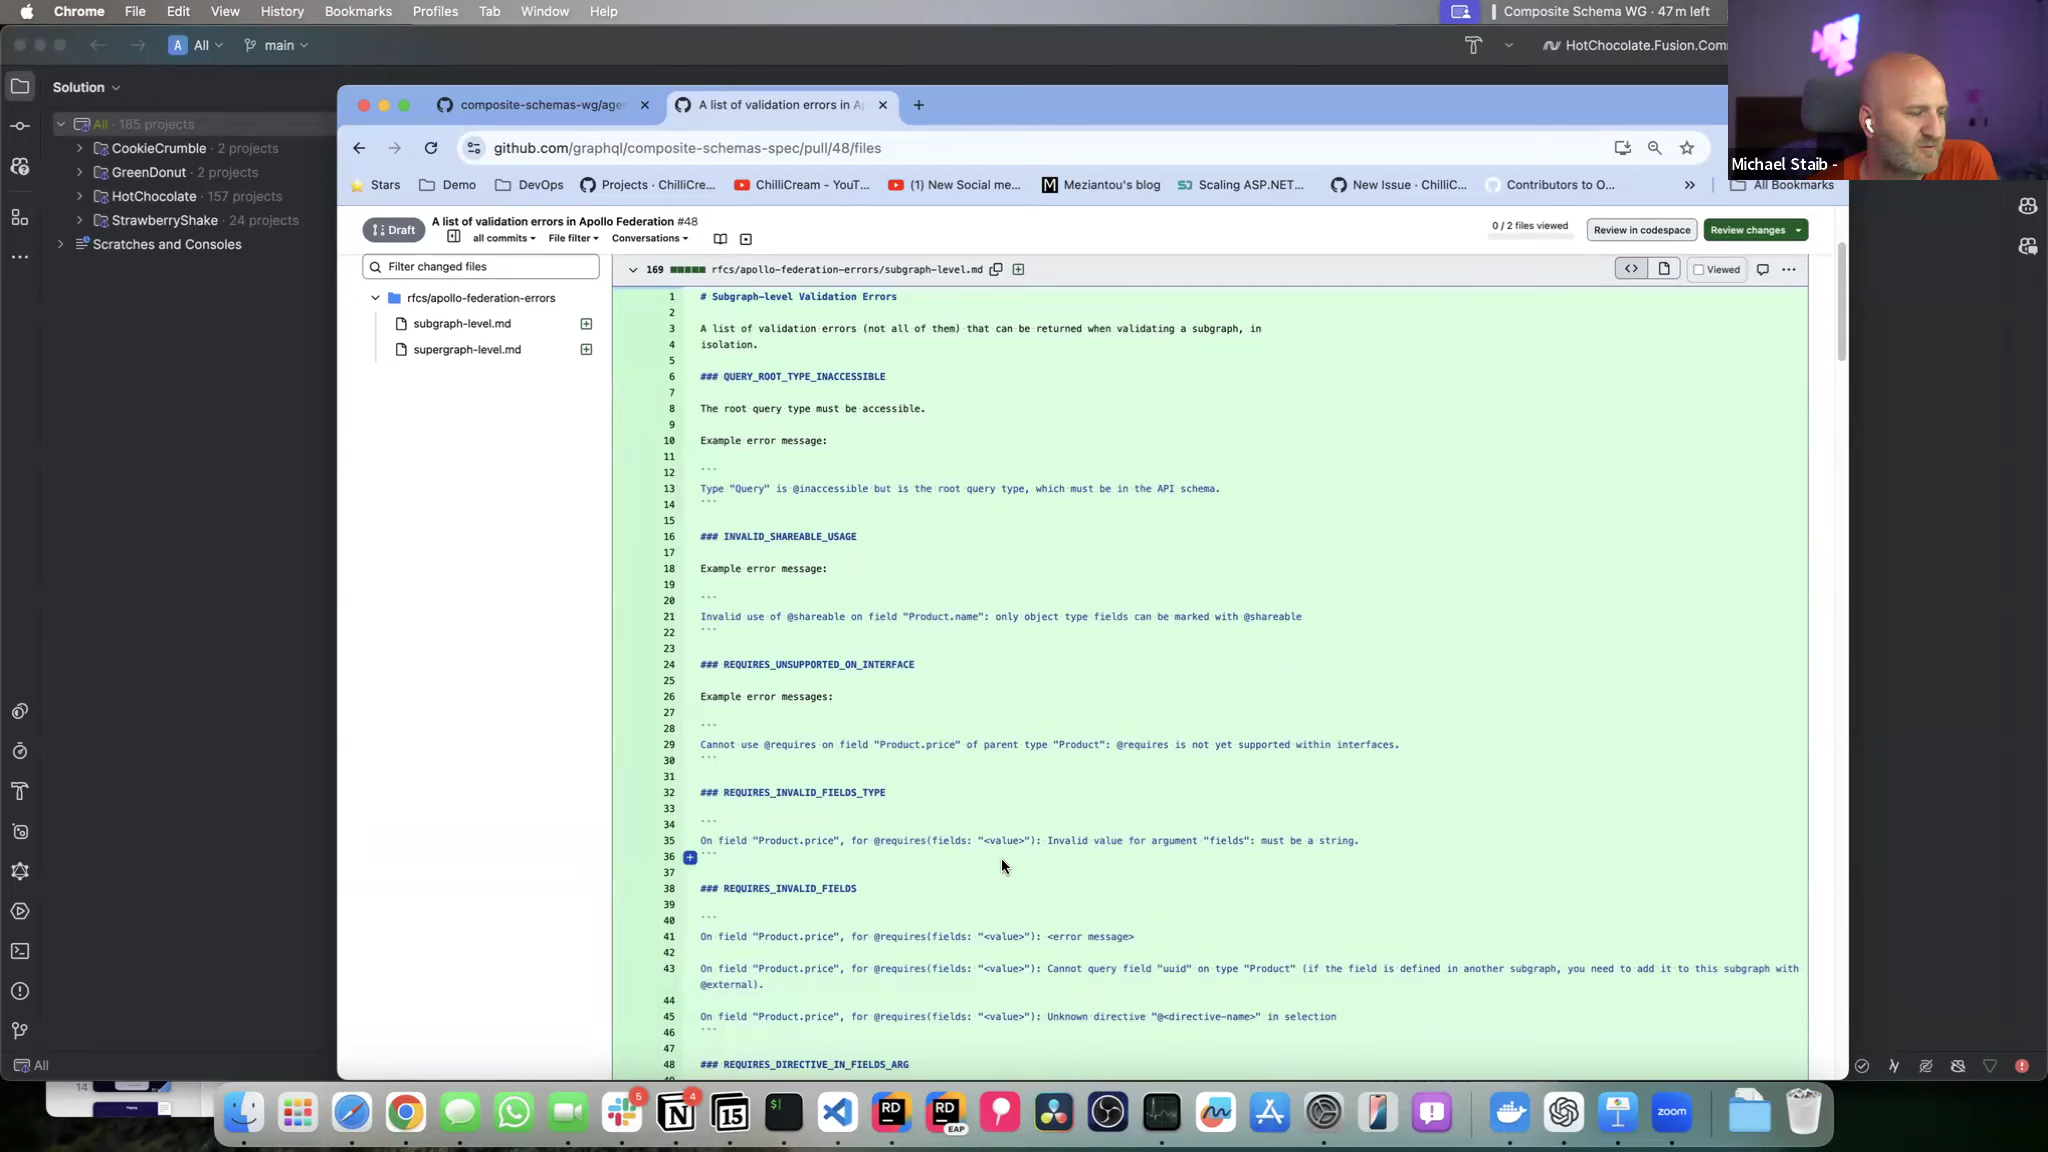 Chrome File Edit View History Bookmarks Profiles Tab Window Help
Composite Schema WG · 47 m left
A All
main
HotChocolate.Fusion.Com
Michael Staib -
Solution
All · 185 projects
CookieCrumble · 2 projects
GreenDonut · 2 projects
HotChocolate · 157 projects
StrawberryShake · 24 projects
Scratches and Consoles
All
composite-schemas-wg/agen
A list of validation errors in A
github.com/graphql/composite-schemas-spec/pull/48/files
Stars
Demo
DevOps
Projects · ChilliCre...
ChilliCream - YouT...
(1) New Social me...
Meziantou's blog
Scaling ASP.NET...
New Issue · ChilliC...
Contributors to O...
»
All Bookmarks
Draft
A list of validation errors in Apollo Federation #48
all commits
File filter
Conversations
0 / 2 files viewed
Review in codespace
Review changes
Filter changed files
rfcs/apollo-federation-errors
subgraph-level.md
supergraph-level.md
169 rfcs/apollo-federation-errors/subgraph-level.md
Viewed
1 # Subgraph-level Validation Errors
2
3 A list of validation errors (not all of them) that can be returned when validating a subgraph, in
4 isolation.
5
6 ### QUERY_ROOT_TYPE_INACCESSIBLE
7
8 The root query type must be accessible.
9
10 Example error message:
11
12 ```
13 Type "Query" is @inaccessible but is the root query type, which must be in the API schema.
14 ```
15
16 ### INVALID_SHAREABLE_USAGE
17
18 Example error message:
19
20 ```
21 Invalid use of @shareable on field "Product.name": only object type fields can be marked with @shareable
22 ```
23
24 ### REQUIRES_UNSUPPORTED_ON_INTERFACE
25
26 Example error messages:
27
28 ```
29 Cannot use @requires on field "Product.price" of parent type "Product": @requires is not yet supported within interfaces.
30 ```
31
32 ### REQUIRES_INVALID_FIELDS_TYPE
33
34 ```
35 On field "Product.price", for @requires(fields: "<value>"): Invalid value for argument "fields": must be a string.
36 ```
37
38 ### REQUIRES_INVALID_FIELDS
39
40 ```
41 On field "Product.price", for @requires(fields: "<value>"): <error message>
42
43 On field "Product.price", for @requires(fields: "<value>"): Cannot query field "uuid" on type "Product" (if the field is defined in another subgraph, you need to add it to this subgraph with
@external).
44
45 On field "Product.price", for @requires(fields: "<value>"): Unknown directive "@<directive-name>" in selection
46 ```
47
48 ### REQUIRES_DIRECTIVE_IN_FIELDS_ARG
14
5
4
15
RD
RD
EAP
zoom